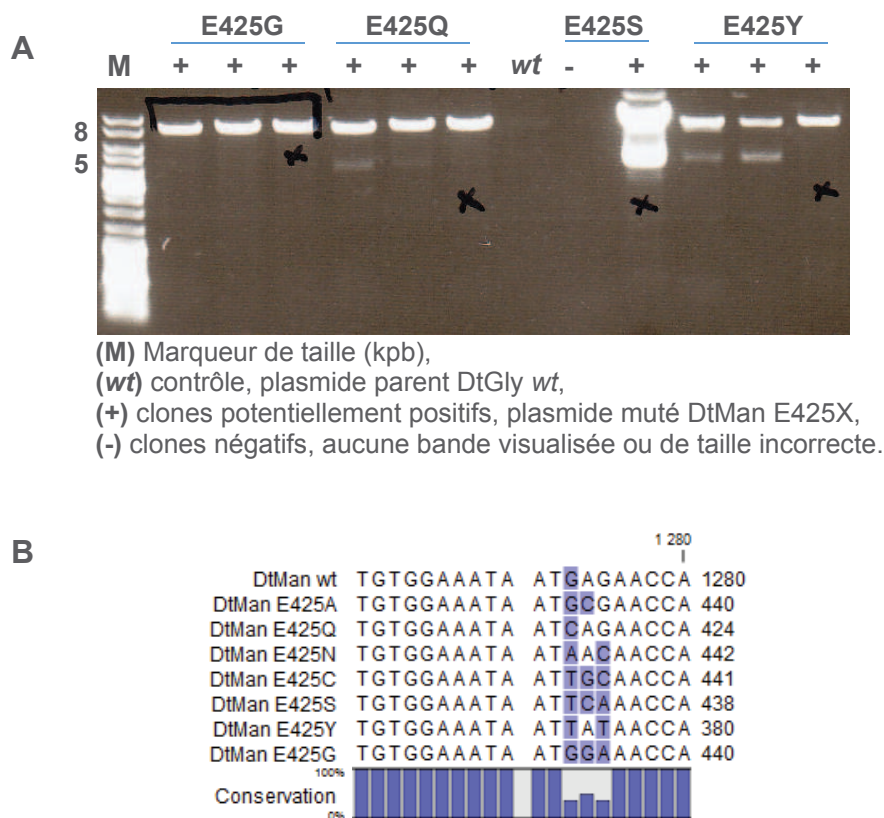 A
E425G E425Q E425S E425Y
M + + + + + + wt - + + + +
8
5
(M) Marqueur de taille (kpb),
(wt) contrôle, plasmide parent DtGly wt,
(+) clones potentiellement positifs, plasmide muté DtMan E425X,
(-) clones négatifs, aucune bande visualisée ou de taille incorrecte.
B
1 280
DtMan wt TGTGGAAATA ATGAGAACCA 1280
DtMan E425A TGTGGAAATA ATGCGAACCA 440
DtMan E425Q TGTGGAAATA ATCAGAACCA 424
DtMan E425N TGTGGAAATA ATAACAACCA 442
DtMan E425C TGTGGAAATA ATTGCAACCA 441
DtMan E425S TGTGGAAATA ATTCAAACCA 438
DtMan E425Y TGTGGAAATA ATTATAACCA 380
DtMan E425G TGTGGAAATA ATGGAAACCA 440
100%
Conservation
0%